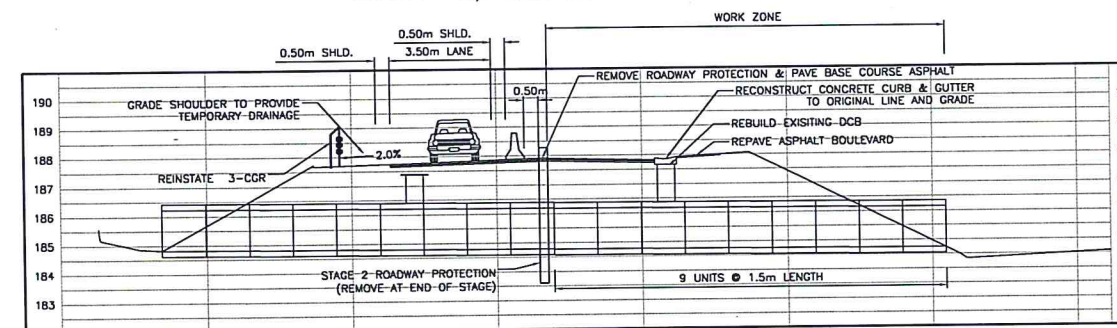 WORK ZONE
0.50m SHLD.
0.50m SHLD.
3.50m LANE
REMOVE ROADWAY PROTECTION & PAVE BASE COURSE ASPHALT
0.50m
RECONSTRUCT CONCRETE CURB & GUTTER
TO ORIGINAL LINE AND GRADE
190
GRADE SHOULDER TO PROVIDE
TEMPORARY DRAINAGE
REBUILD EXISITING DCB
189
REPAVE ASPHALT BOULEVARD
2.0%
188
REINSTATE 3-CGR
187
186
185
STAGE 2 ROADWAY PROTECTION
(REMOVE AT END OF STAGE)
9 UNITS @ 1.5m LENGTH
184
183